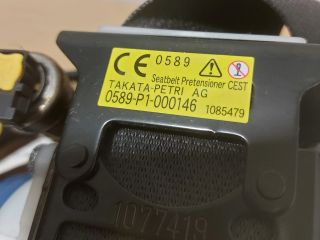 CE 0589
Seatbelt Pretensioner CEST
TAKATA-PETRI AG
0589-P1-000146 1085479
1077419